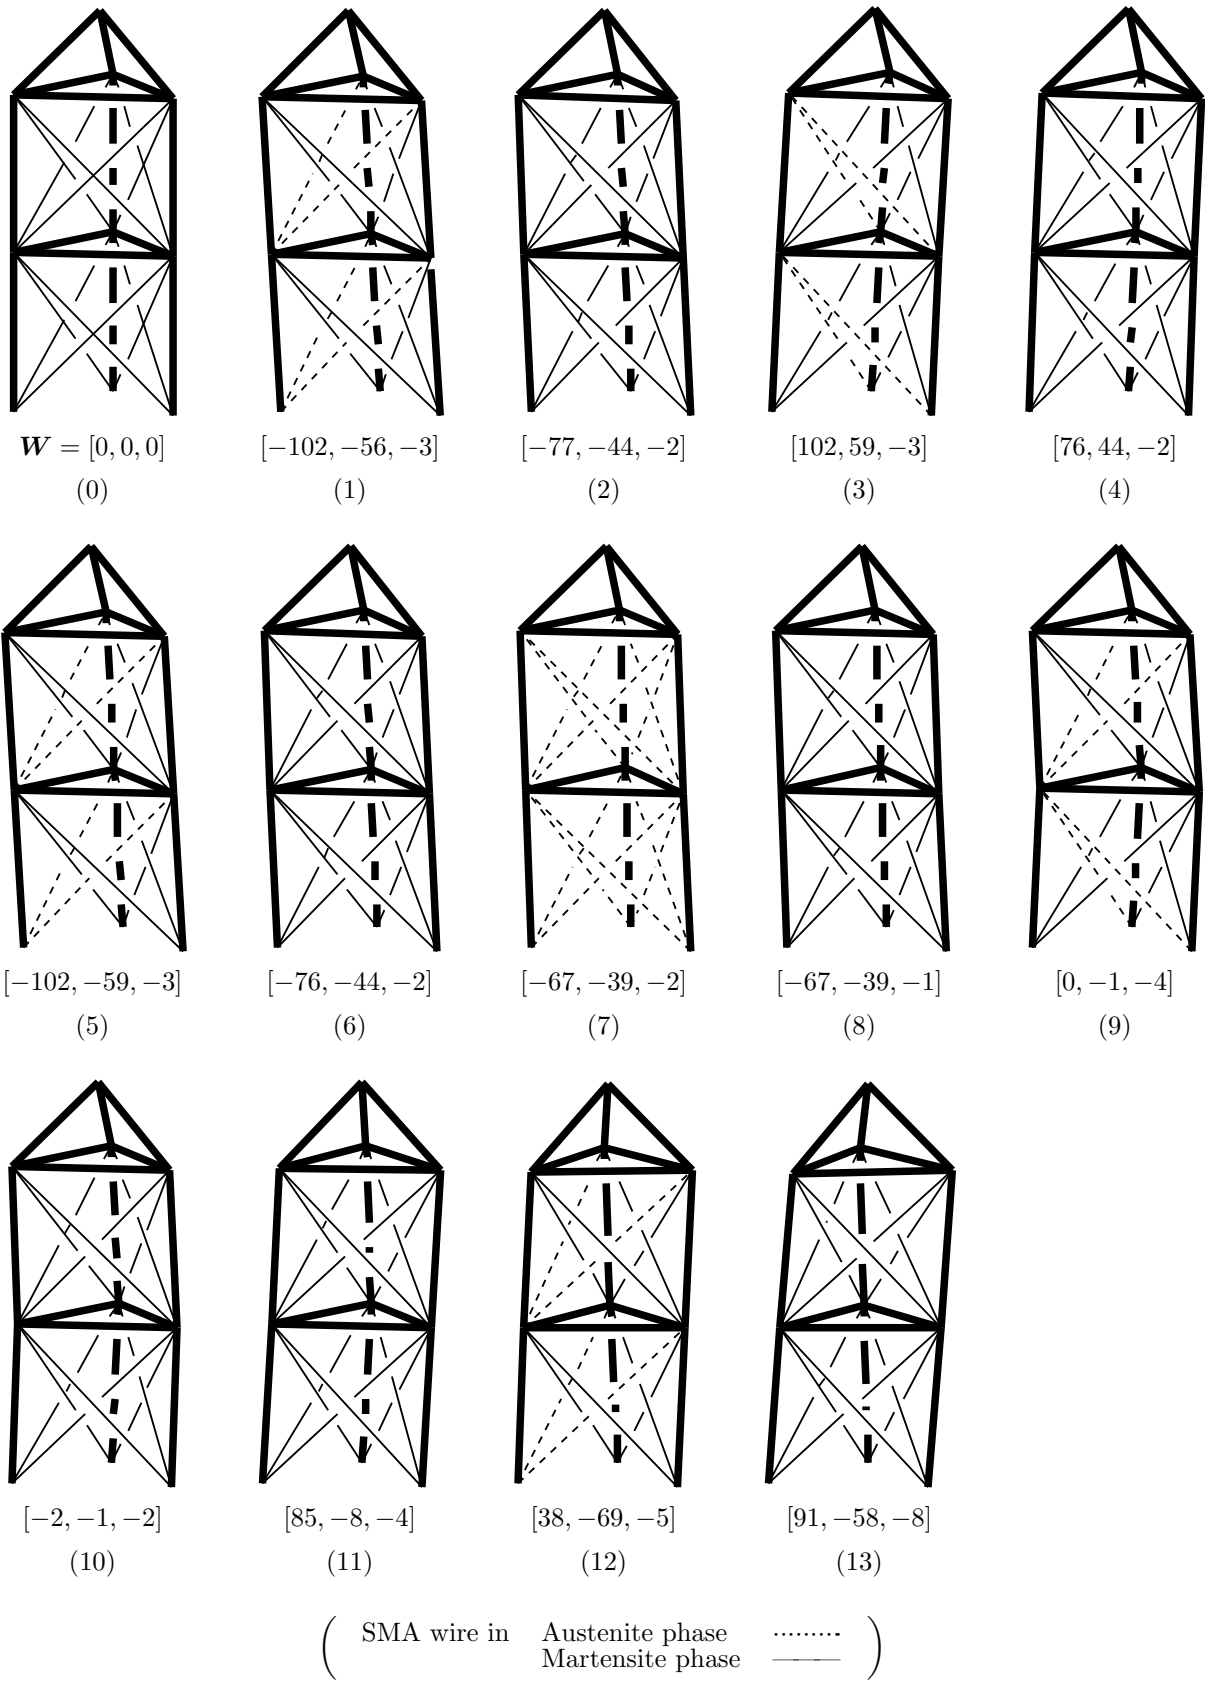 W = [0, 0, 0] [−102, −56, −3] [−77, −44, −2] [102, 59, −3] [76, 44, −2]
(0) (1) (2) (3) (4)
[−102, −59, −3] [−76, −44, −2] [−67, −39, −2] [−67, −39, −1] [0, −1, −4]
(5) (6) (7) (8) (9)
[−2, −1, −2] [85, −8, −4] [38, −69, −5] [91, −58, −8]
(10) (11) (12) (13)
SMA wire in Austenite phase
Martensite phase